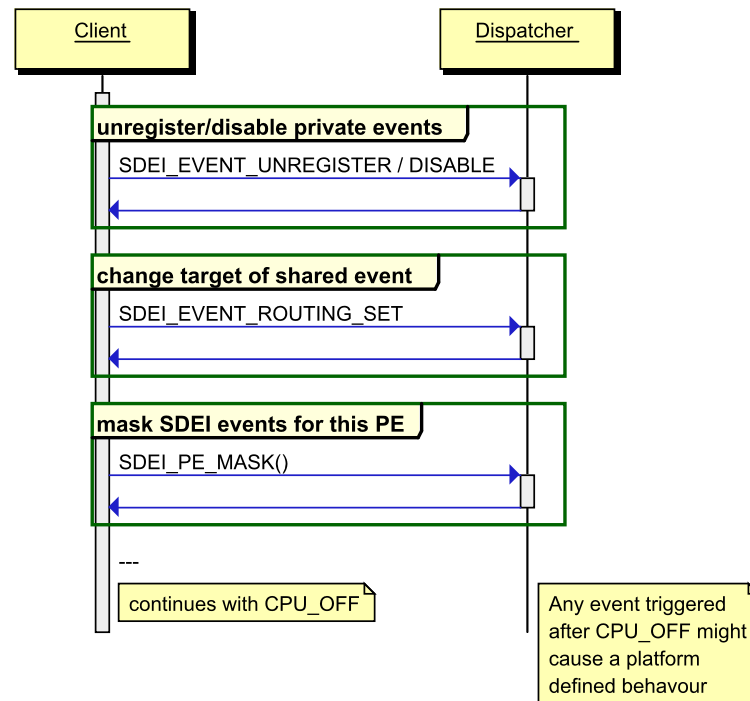 Client
Dispatcher
unregister/disable private events
SDEI_EVENT_UNREGISTER / DISABLE
change target of shared event
SDEI_EVENT_ROUTING_SET
mask SDEI events for this PE
SDEI_PE_MASK()
---
continues with CPU_OFF
Any event triggered
after CPU_OFF might
cause a platform
defined behavour